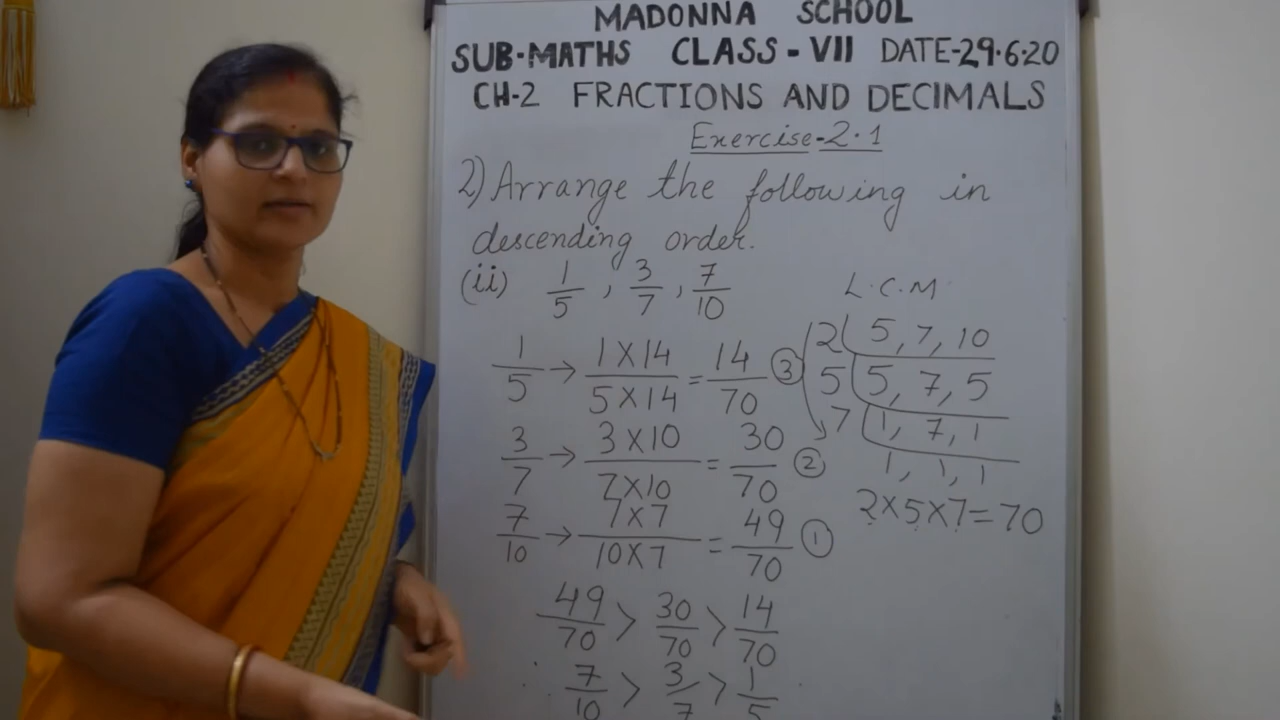 MADONNA SCHOOL
SUB-MATHS CLASS-VII DATE-29.6.20
CH-2 FRACTIONS AND DECIMALS
Exercise-2.1
2) Arrange the following in
descending order.
(ii) 1/5, 3/7, 7/10
1/5 → 1X14/5X14 = 14/70 ③
3/7 → 3X10/7X10 = 30/70 ②
7/10 → 7X7/10X7 = 49/70 ①
49/70 > 30/70 > 14/70
∴ 7/10 > 3/7 > 1/5
L.C.M
2 5, 7, 10
5 5, 7, 5
7 1, 7, 1
1, 1, 1
2X5X7=70